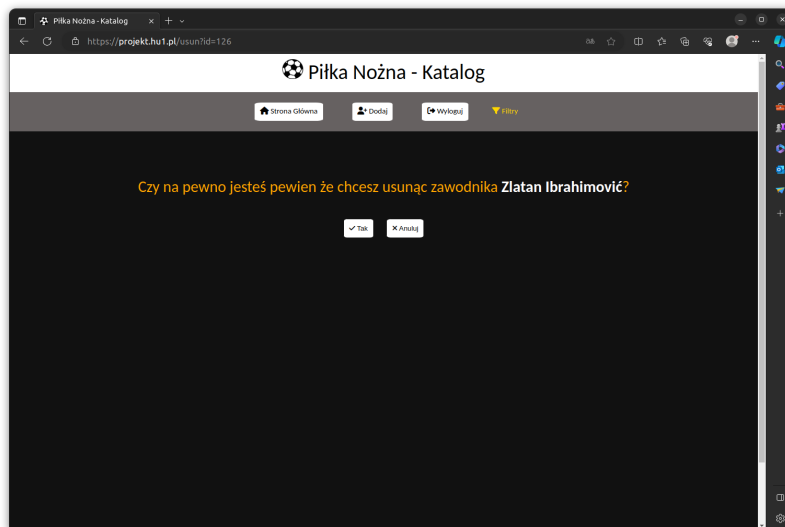 Piłka Nożna - Katalog
https://projekt.hu1.pl/usun?id=126
Piłka Nożna - Katalog
Strona Główna Dodaj Wyloguj Filtry
Czy na pewno jesteś pewien że chcesz usunąc zawodnika Zlatan Ibrahimović?
Tak Anuluj